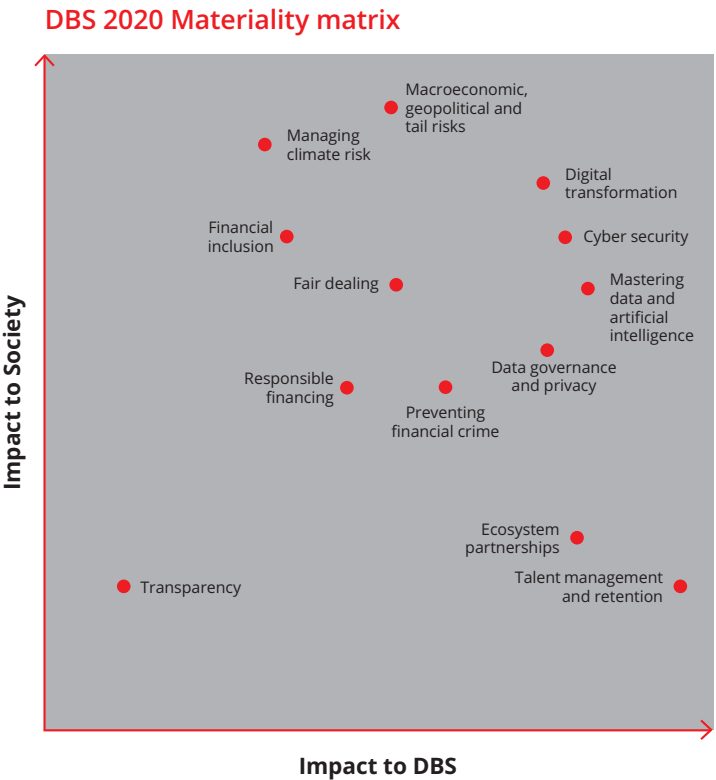 DBS 2020 Materiality matrix
Macroeconomic,
geopolitical and
tail risks
Managing
climate risk
Digital
transformation
Financial
inclusion
Cyber security
Fair dealing
Mastering
data and
artificial
intelligence
Data governance
and privacy
Responsible
financing
Preventing
financial crime
Ecosystem
partnerships
Talent management
and retention
Transparency
Impact to Society
Impact to DBS